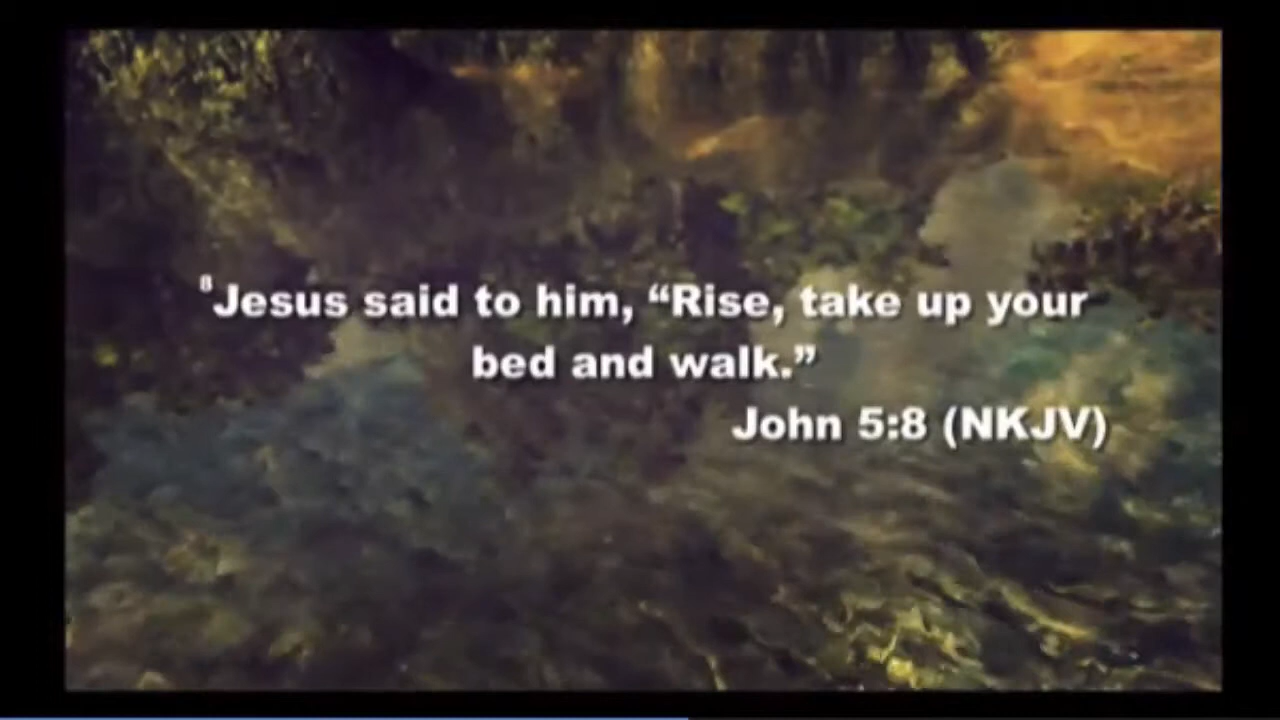 ⁸Jesus said to him, “Rise, take up your
bed and walk.”
John 5:8 (NKJV)